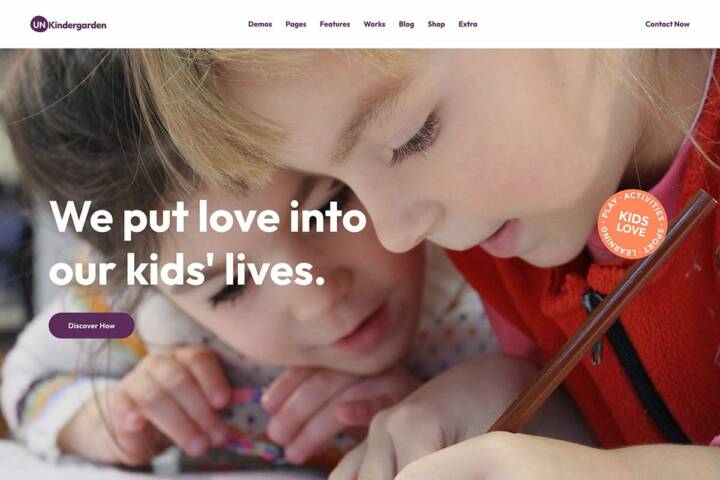 UN Kindergarden
Demos Pages Features Works Blog Shop Extra
Contact Now
We put love into
our kids' lives.
Discover How
PLAY · ACTIVITIES · SPORT · LEARNING ·
KIDS
LOVE